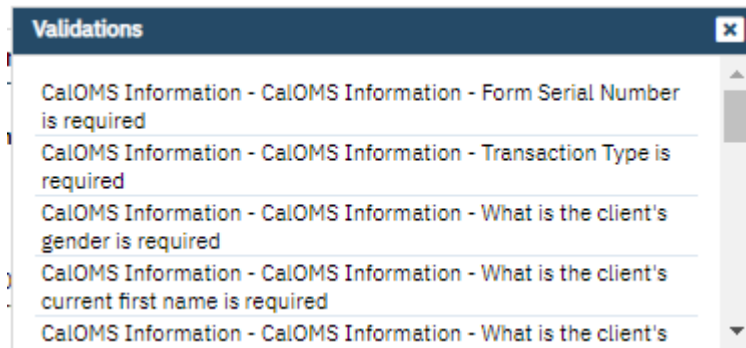 Validations
CalOMS Information - CalOMS Information - Form Serial Number
is required
CalOMS Information - CalOMS Information - Transaction Type is
required
CalOMS Information - CalOMS Information - What is the client's
gender is required
CalOMS Information - CalOMS Information - What is the client's
current first name is required
CalOMS Information - CalOMS Information - What is the client's